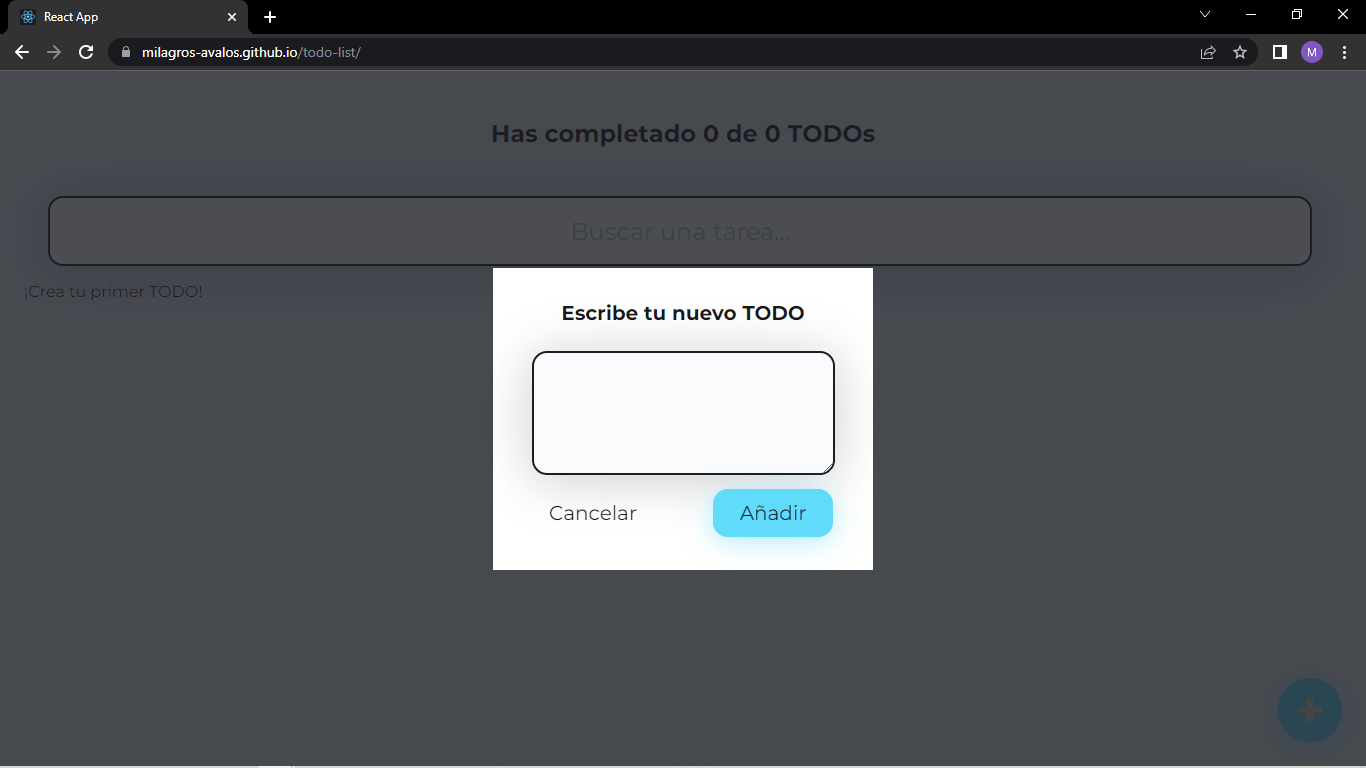 React App
milagros-avalos.github.io/todo-list/
M
Has completado 0 de 0 TODOs
Buscar una tarea...
¡Crea tu primer TODO!
Escribe tu nuevo TODO
Cancelar
Añadir